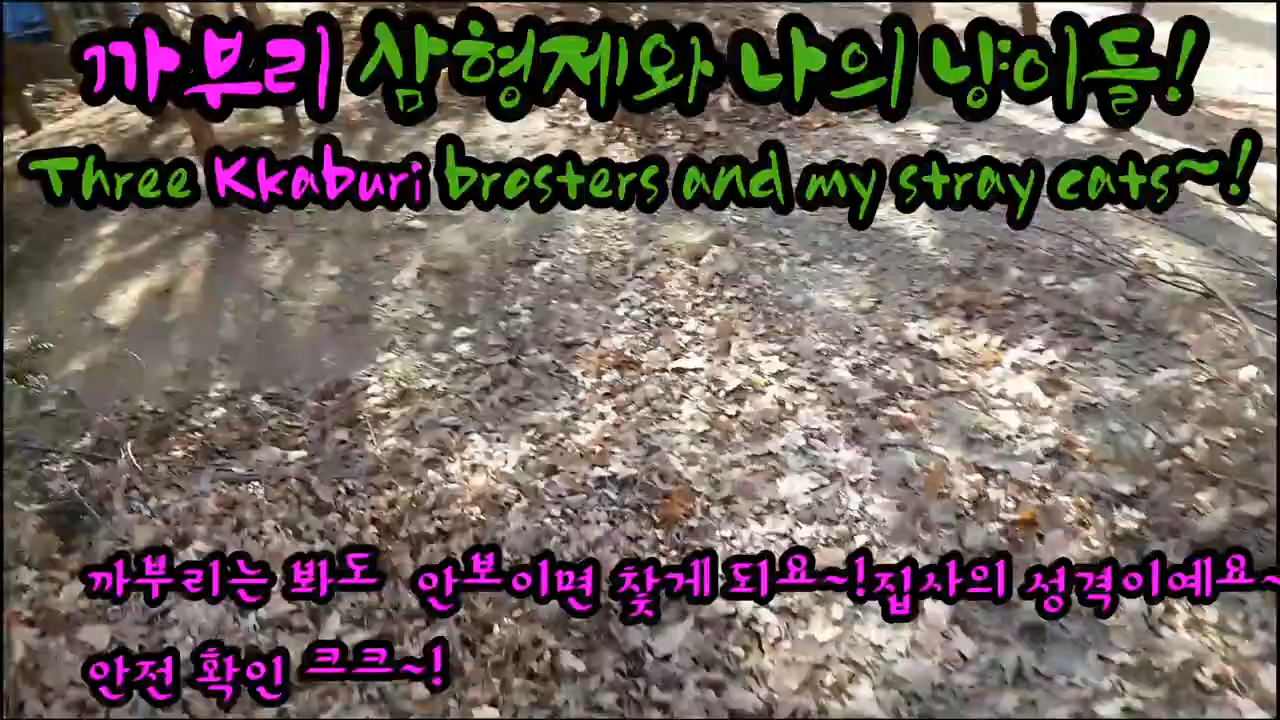 까부리 삼형제와 나의 냥이들!
Three Kkaburi brosters and my stray cats~!
까부리는 봐도 안보이면 찾게 되요~!집사의 성격이예요~
안전 확인 크크~!